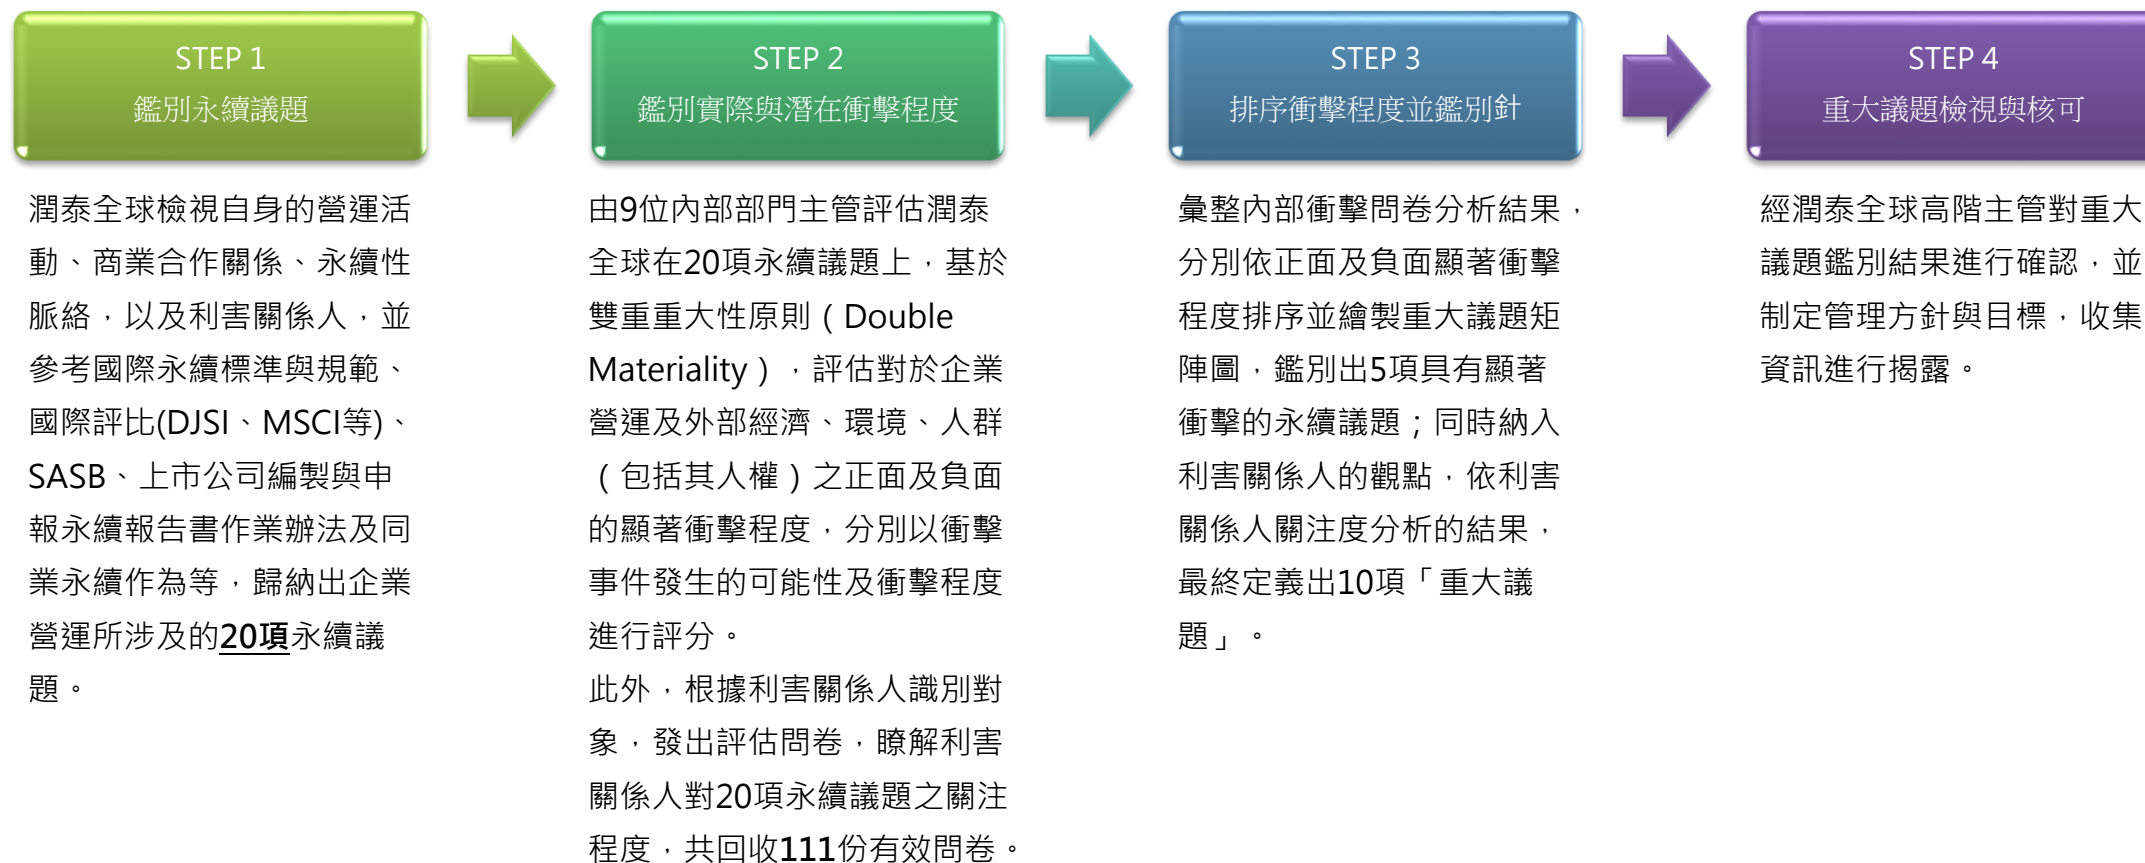 STEP 1
鑑別永續議題
潤泰全球檢視自身的營運活
動、商業合作關係、永續性
脈絡，以及利害關係人，並
參考國際永續標準與規範、
國際評比(DJSI、MSCI等)、
SASB、上市公司編製與申
報永續報告書作業辦法及同
業永續作為等，歸納出企業
營運所涉及的20項永續議
題。
STEP 2
鑑別實際與潛在衝擊程度
由9位內部部門主管評估潤泰
全球在20項永續議題上，基於
雙重重大性原則（Double
Materiality），評估對於企業
營運及外部經濟、環境、人群
（包括其人權）之正面及負面
的顯著衝擊程度，分別以衝擊
事件發生的可能性及衝擊程度
進行評分。
此外，根據利害關係人識別對
象，發出評估問卷，瞭解利害
關係人對20項永續議題之關注
程度，共回收111份有效問卷。
STEP 3
排序衝擊程度並鑑別針
彙整內部衝擊問卷分析結果，
分別依正面及負面顯著衝擊
程度排序並繪製重大議題矩
陣圖，鑑別出5項具有顯著
衝擊的永續議題；同時納入
利害關係人的觀點，依利害
關係人關注度分析的結果，
最終定義出10項「重大議
題」。
STEP 4
重大議題檢視與核可
經潤泰全球高階主管對重大
議題鑑別結果進行確認，並
制定管理方針與目標，收集
資訊進行揭露。